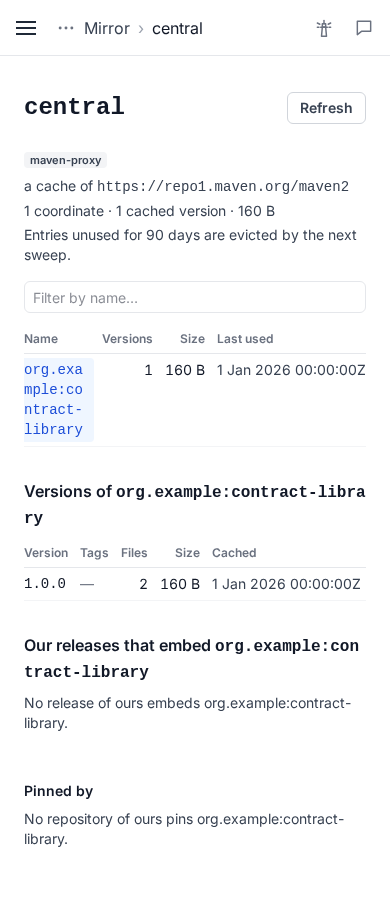 ··· Mirror › central
central
Refresh
maven-proxy
a cache of https://repo1.maven.org/maven2
1 coordinate · 1 cached version · 160 B
Entries unused for 90 days are evicted by the next
sweep.
Filter by name...
Name Versions Size Last used
org.exa 1 160 B 1 Jan 2026 00:00:00Z
mple:co
ntract-
library
Versions of org.example:contract-libra
ry
Version Tags Files Size Cached
1.0.0 — 2 160 B 1 Jan 2026 00:00:00Z
Our releases that embed org.example:con
tract-library
No release of ours embeds org.example:contract-
library.
Pinned by
No repository of ours pins org.example:contract-
library.